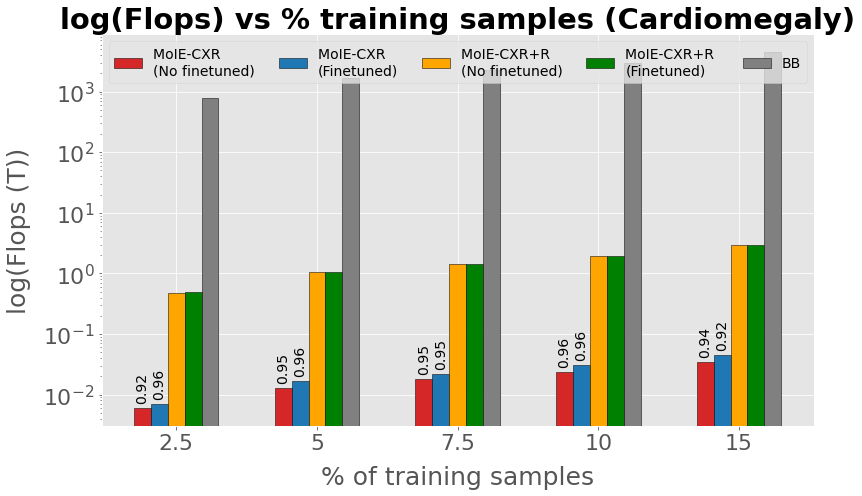 log(Flops) vs % training samples (Cardiomegaly)
MoIE-CXR (No finetuned)
MoIE-CXR (Finetuned)
MoIE-CXR+R (No finetuned)
MoIE-CXR+R (Finetuned)
BB
log(Flops (T))
10³
10²
10¹
10⁰
10⁻¹
10⁻²
0.92
0.96
0.95
0.96
0.95
0.95
0.96
0.96
0.94
0.92
2.5
5
7.5
10
15
% of training samples